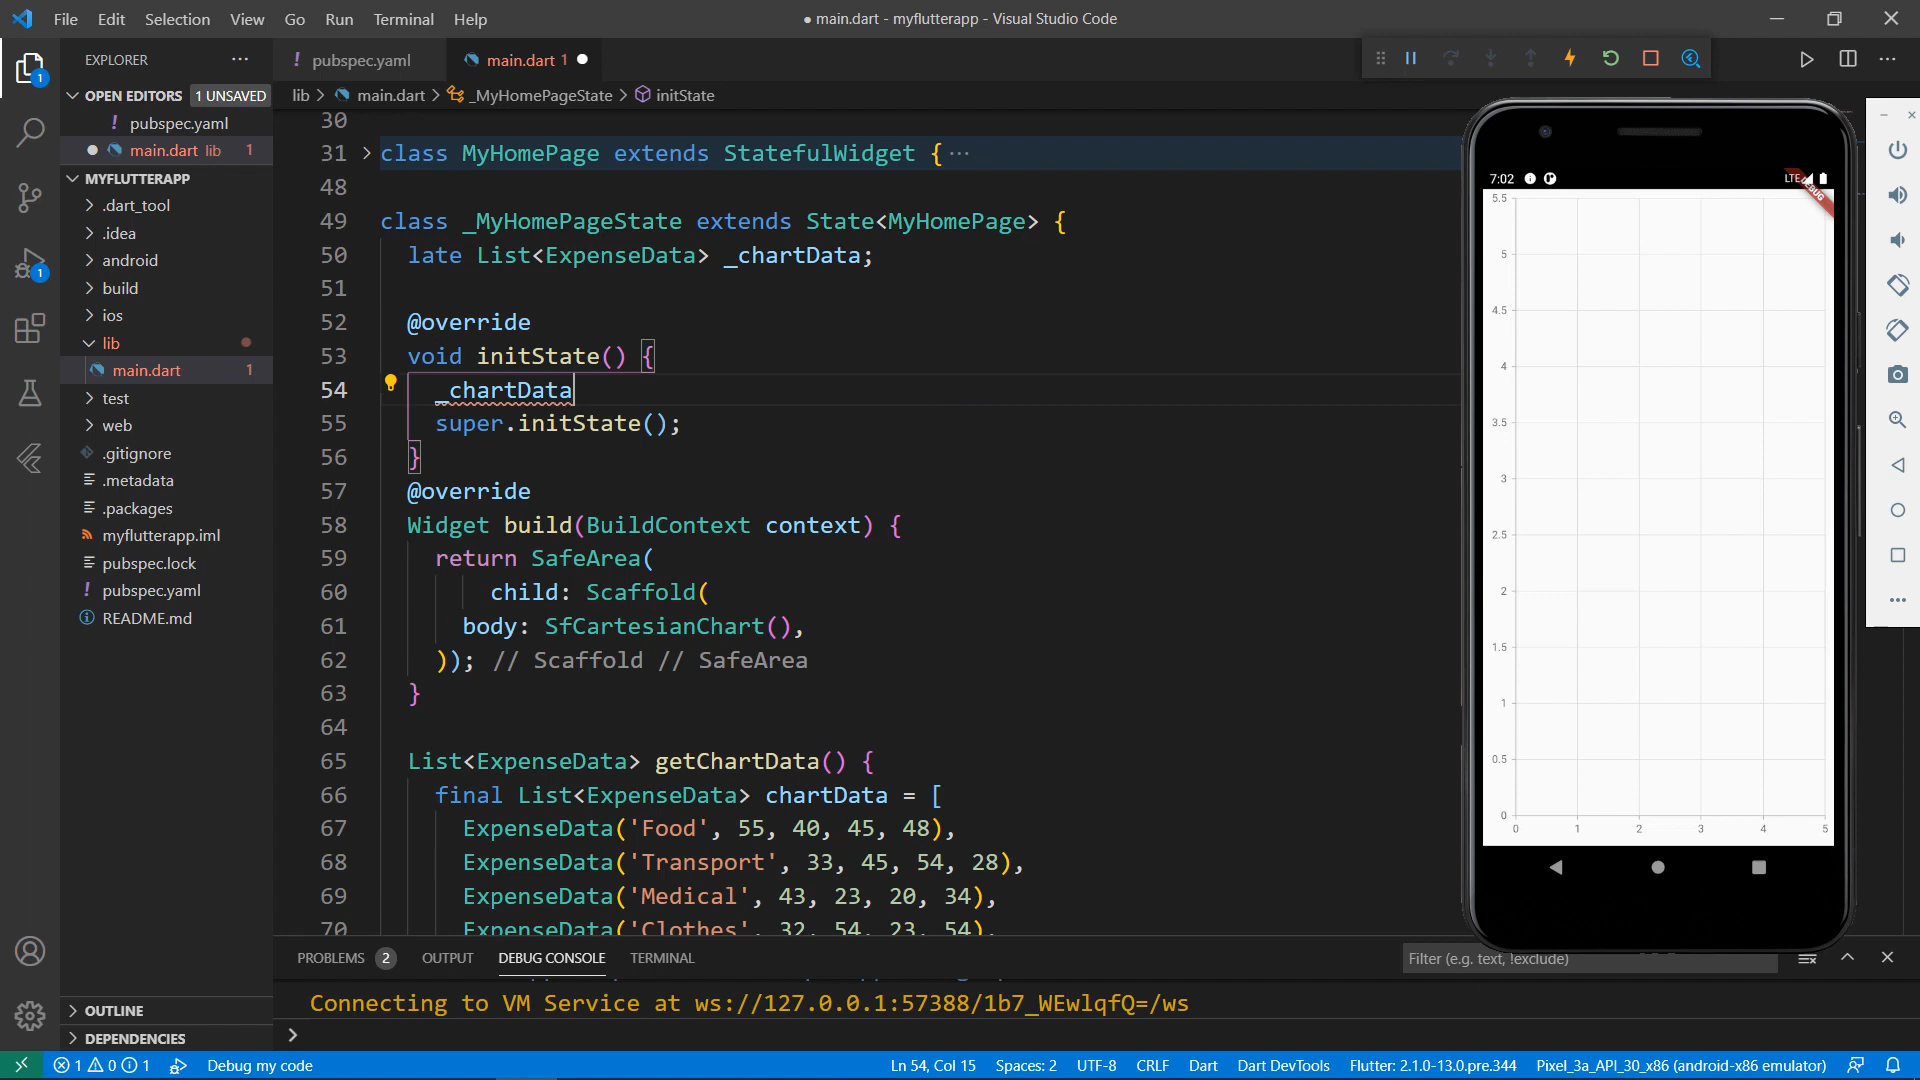 File Edit Selection View Go Run Terminal Help
● main.dart - myflutterapp - Visual Studio Code
EXPLORER
! pubspec.yaml
main.dart 1
OPEN EDITORS 1 UNSAVED
lib > main.dart > _MyHomePageState > initState
! pubspec.yaml
main.dart lib 1
MYFLUTTERAPP
.dart_tool
.idea
android
build
ios
lib
main.dart 1
test
web
.gitignore
.metadata
.packages
myflutterapp.iml
pubspec.lock
! pubspec.yaml
README.md
OUTLINE
DEPENDENCIES
1
1
30
31 class MyHomePage extends StatefulWidget { ···
48
49 class _MyHomePageState extends State<MyHomePage> {
50 late List<ExpenseData> _chartData;
51
52 @override
53 void initState() {
54 _chartData
55 super.initState();
56 }
57 @override
58 Widget build(BuildContext context) {
59 return SafeArea(
60 child: Scaffold(
61 body: SfCartesianChart(),
62 )); // Scaffold // SafeArea
63 }
64
65 List<ExpenseData> getChartData() {
66 final List<ExpenseData> chartData = [
67 ExpenseData('Food', 55, 40, 45, 48),
68 ExpenseData('Transport', 33, 45, 54, 28),
69 ExpenseData('Medical', 43, 23, 20, 34),
70 ExpenseData('Clothes', 32, 54, 23, 54),
7:02 LTE
DEBUG
5.5
5
4.5
4
3.5
3
2.5
2
1.5
1
0.5
0
0 1 2 3 4 5
PROBLEMS 2 OUTPUT DEBUG CONSOLE TERMINAL
Filter (e.g. text, !exclude)
Connecting to VM Service at ws://127.0.0.1:57388/1b7_WEwlqfQ=/ws
>
1 0 1 Debug my code
Ln 54, Col 15 Spaces: 2 UTF-8 CRLF Dart Dart DevTools Flutter: 2.1.0-13.0.pre.344 Pixel_3a_API_30_x86 (android-x86 emulator)